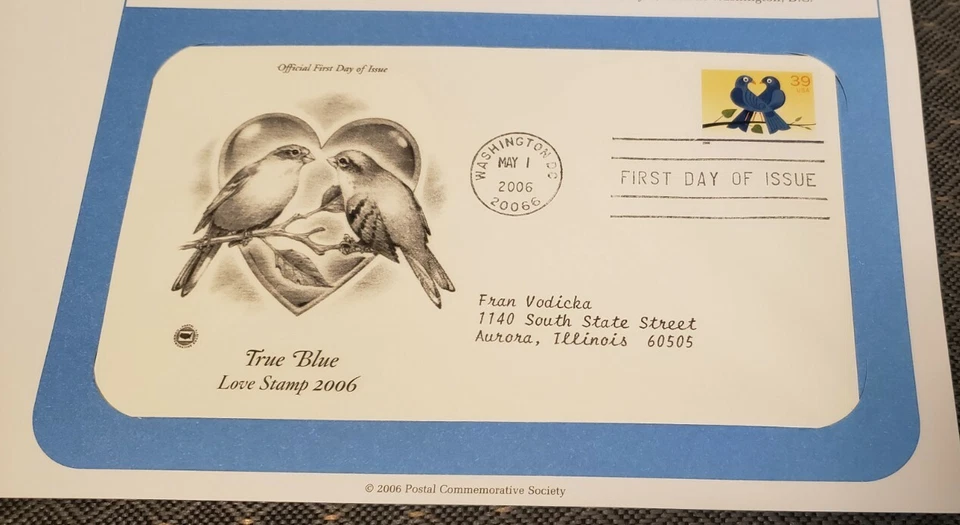 Official First Day of Issue
39
USA
WASHINGTON DC
MAY 1
2006
20066
FIRST DAY OF ISSUE
Fran Vodicka
1140 South State Street
Aurora, Illinois 60505
True Blue
Love Stamp 2006
© 2006 Postal Commemorative Society